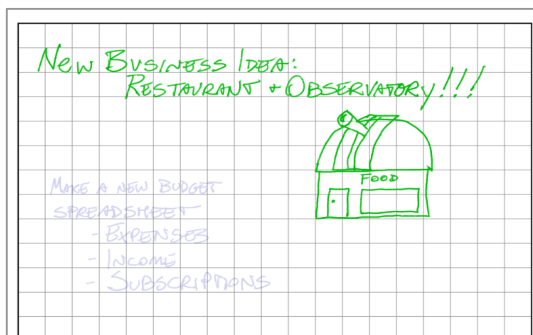 New Business Idea:
Restaurant + Observatory!!!
Food
Make a new budget
spreadsheet
- Expenses
- Income
- Subscriptions